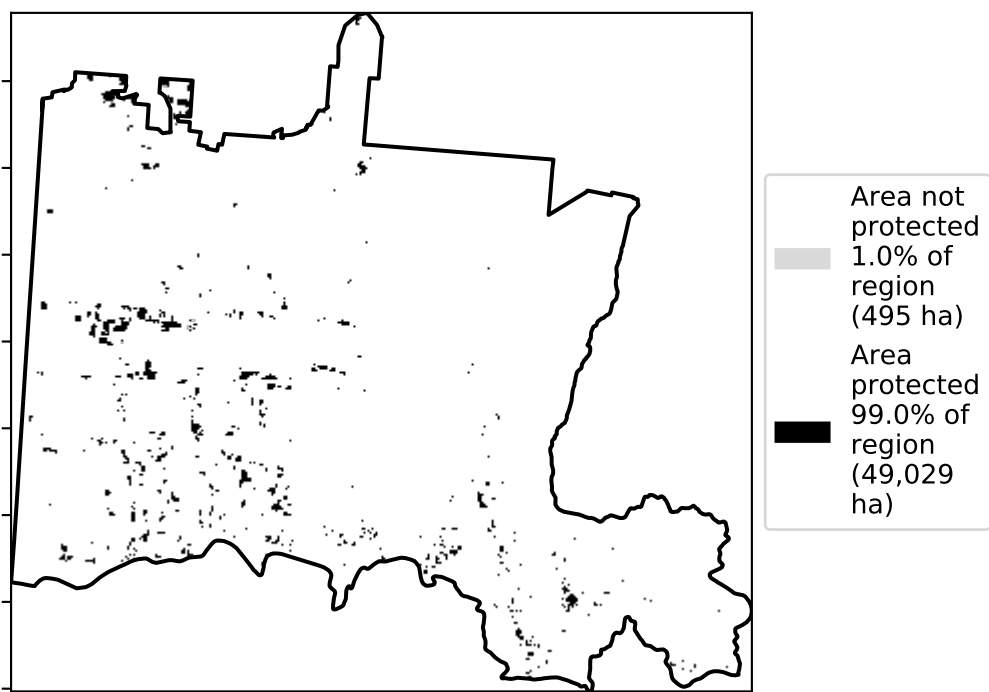 Area not
protected
1.0% of
region
(495 ha)
Area
protected
99.0% of
region
(49,029
ha)